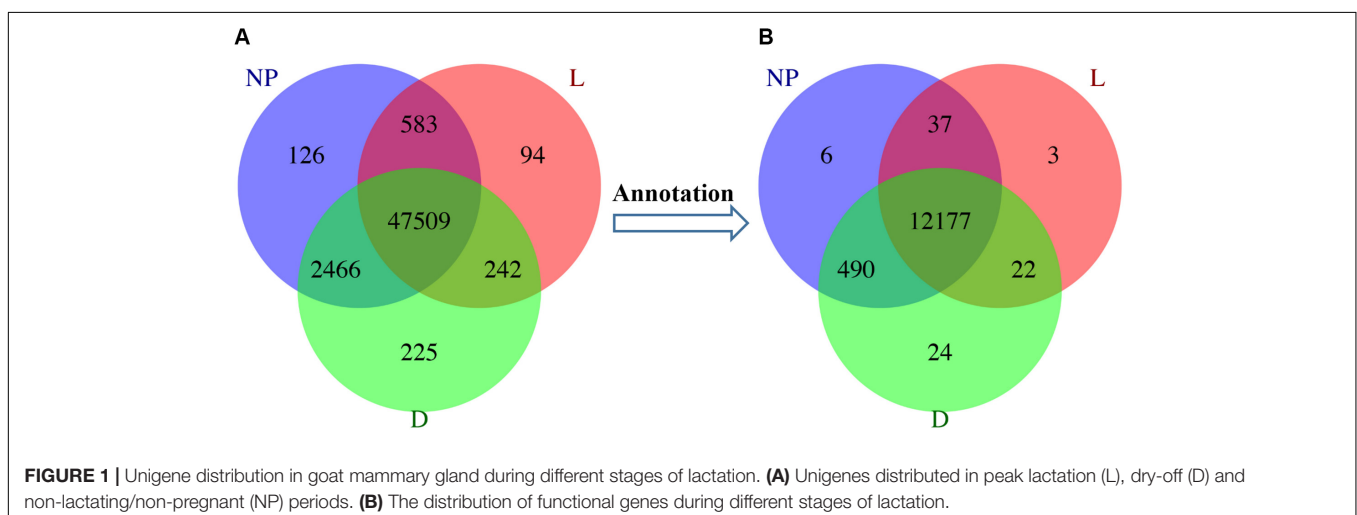 A
B
NP
L
NP
L
583
37
126
94
6
3
Annotation
47509
12177
2466
242
490
22
225
24
D
D
FIGURE 1 | Unigene distribution in goat mammary gland during different stages of lactation. (A) Unigenes distributed in peak lactation (L), dry-off (D) and
non-lactating/non-pregnant (NP) periods. (B) The distribution of functional genes during different stages of lactation.